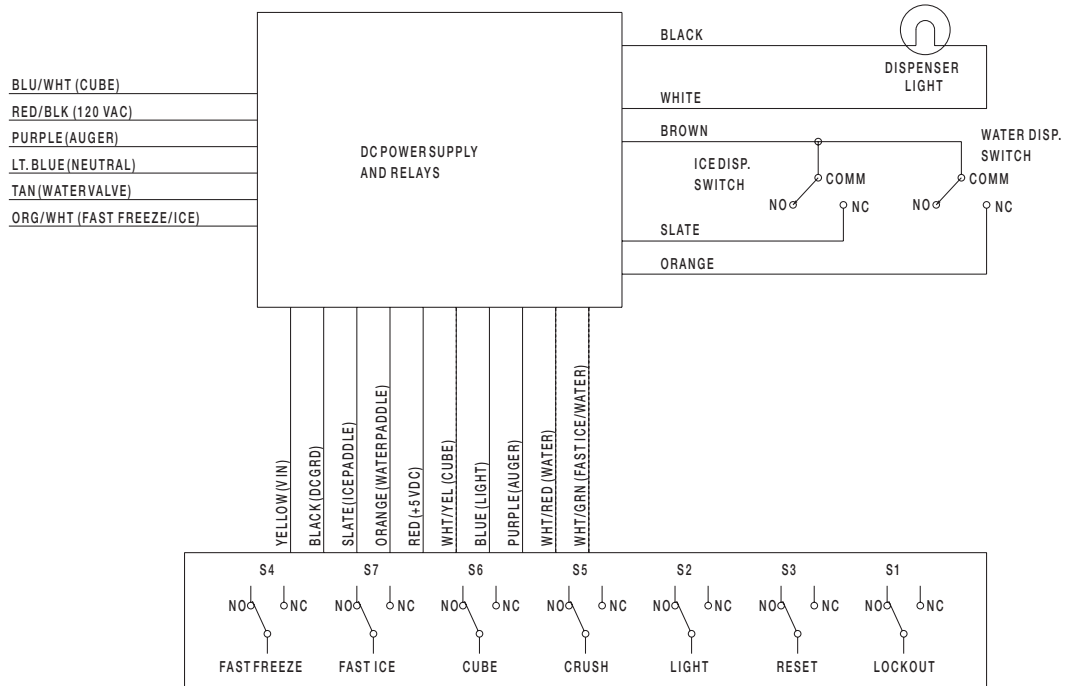 BLACK
DISPENSER
LIGHT
BLU/WHT (CUBE)
RED/BLK (120 VAC)
PURPLE (AUGER)
LT. BLUE (NEUTRAL)
TAN (WATER VALVE)
ORG/WHT (FAST FREEZE/ICE)
DC POWER SUPPLY
AND RELAYS
WHITE
BROWN
WATER DISP.
SWITCH
ICE DISP.
SWITCH
COMM
COMM
NO
NC
NO
NC
SLATE
ORANGE
YELLOW (VIN)
BLACK (DC GRD)
SLATE (ICE PADDLE)
ORANGE (WATER PADDLE)
RED (+5 VDC)
WHT/YEL (CUBE)
BLUE (LIGHT)
PURPLE (AUGER)
WHT/RED (WATER)
WHT/GRN (FAST ICE/WATER)
S4 S7 S6 S5 S2 S3 S1
NO NC NO NC NO NC NO NC NO NC NO NC NO NC
FAST FREEZE FAST ICE CUBE CRUSH LIGHT RESET LOCKOUT